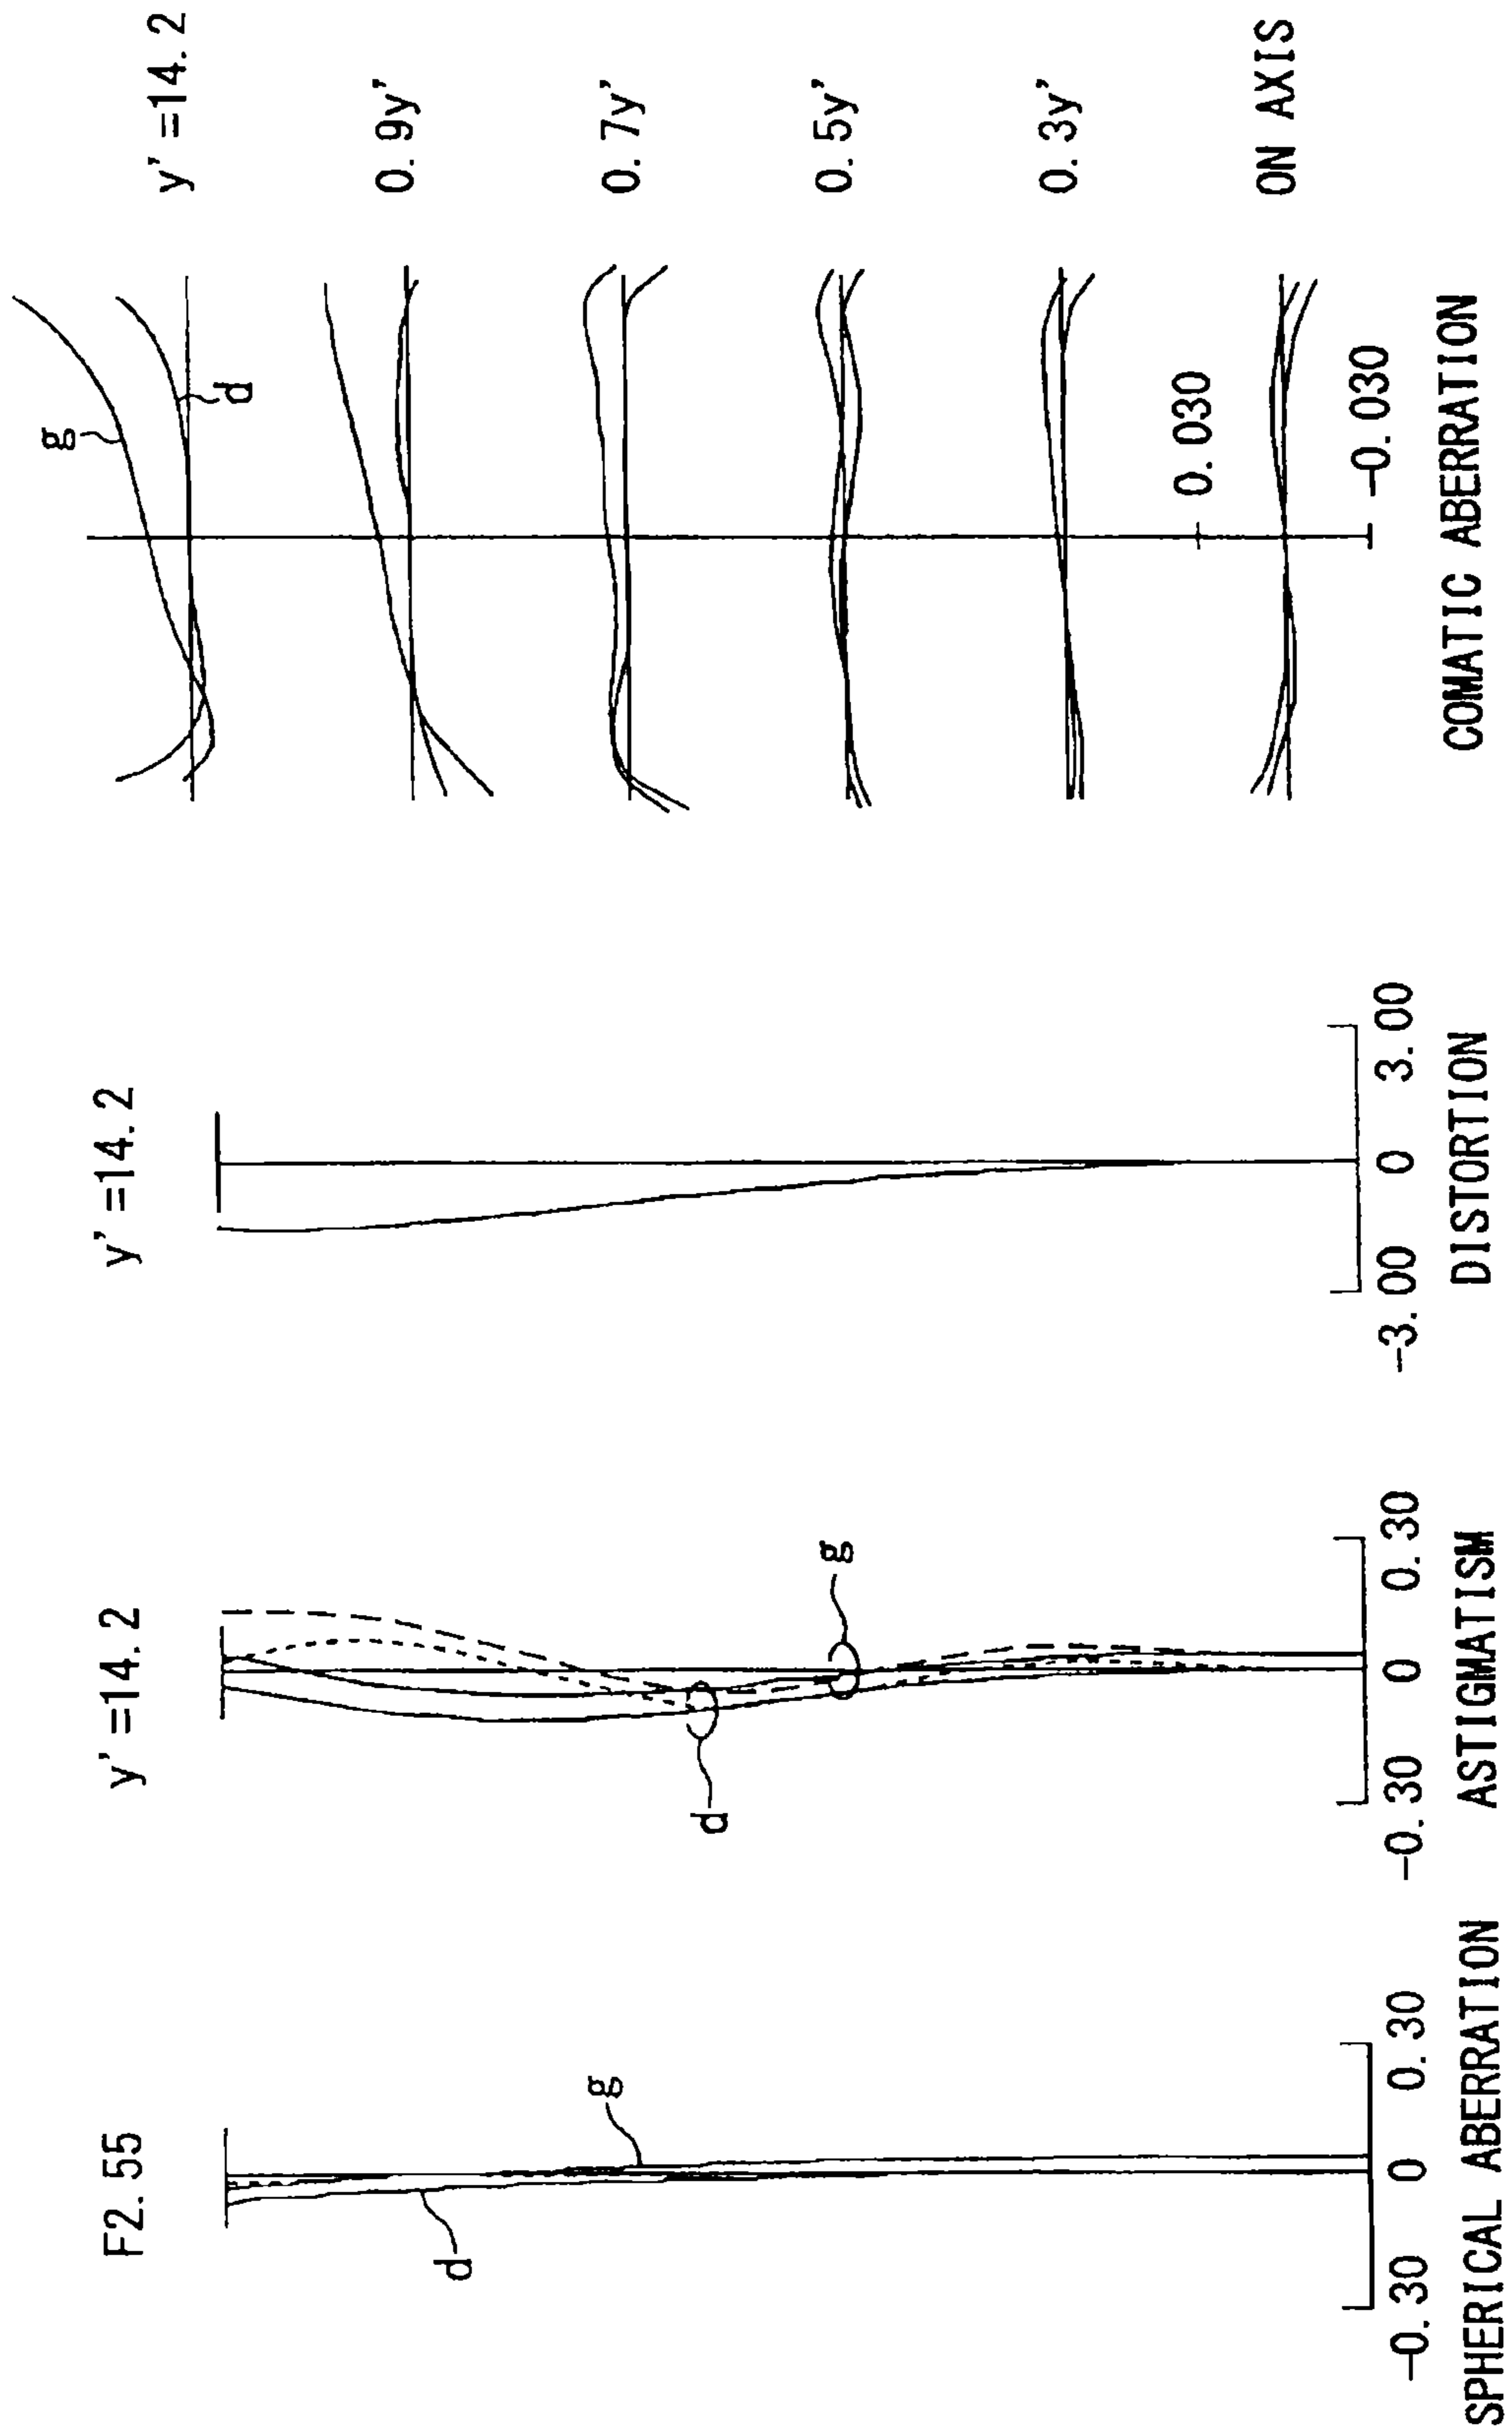 F2.55
d
g
-0.30 0 0.30
SPHERICAL ABERRATION
y'=14.2
d
g
-0.30 0 0.30
ASTIGMATISM
y'=14.2
-3.00 0 3.00
DISTORTION
g
d
y'=14.2
0.9y'
0.7y'
0.5y'
0.3y'
0.030
ON AXIS
-0.030
COMATIC ABERRATION